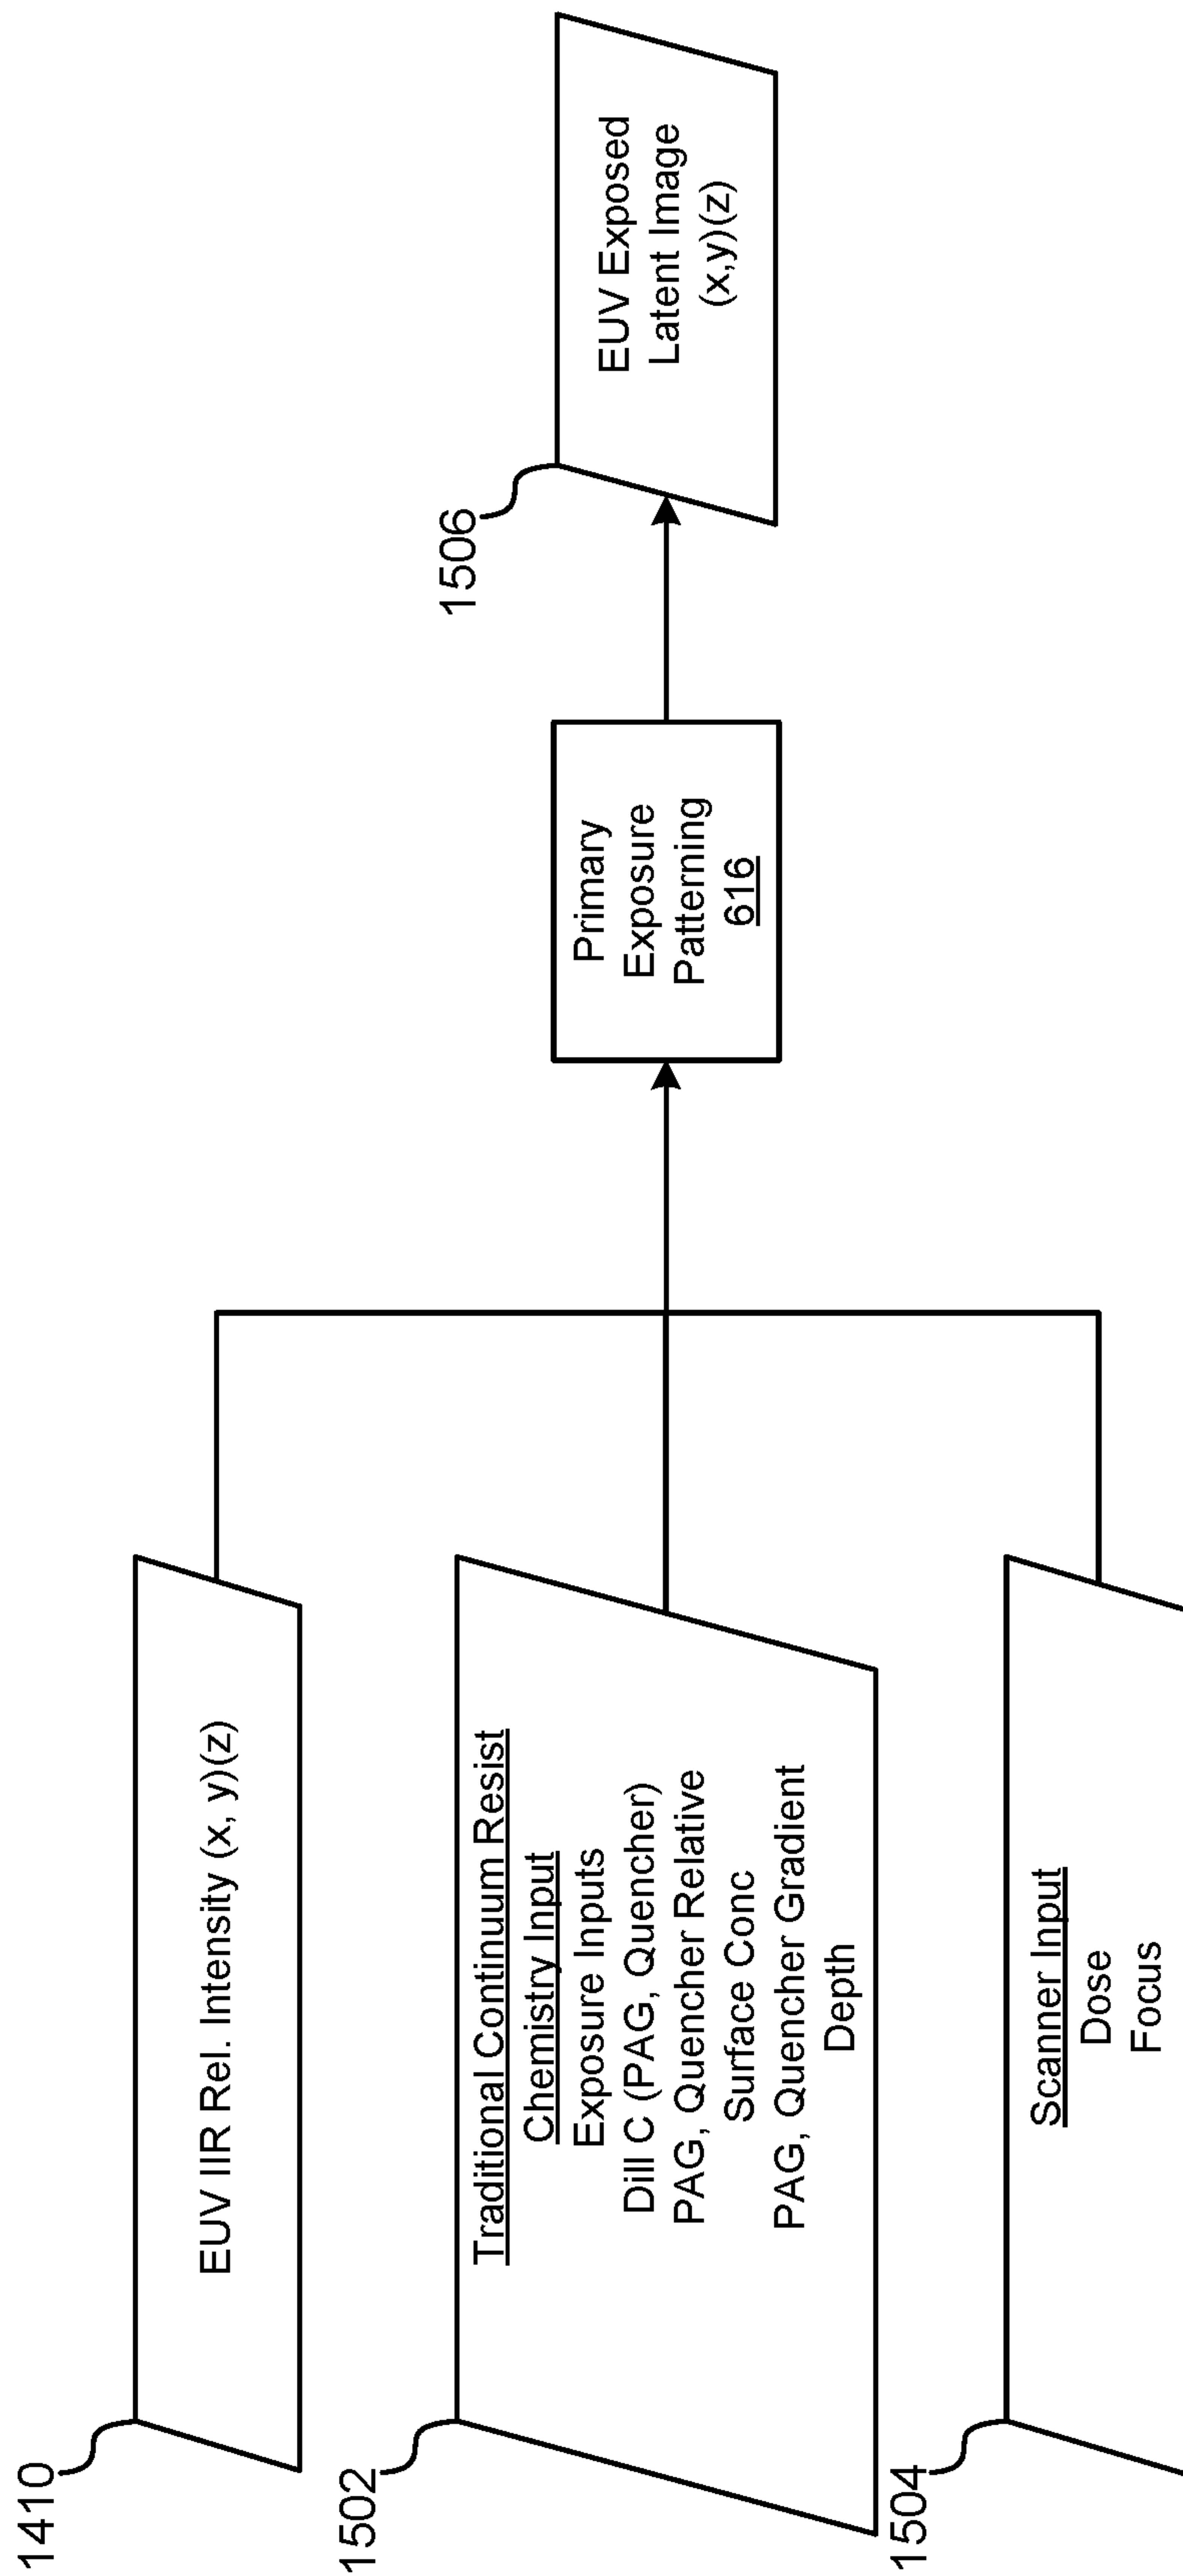 1410
EUV IIR Rel. Intensity (x, y)(z)
1502
Traditional Continuum Resist
Chemistry Input
Exposure Inputs
Dill C (PAG, Quencher)
PAG, Quencher Relative
Surface Conc
PAG, Quencher Gradient
Depth
1504
Scanner Input
Dose
Focus
Primary
Exposure
Patterning
616
1506
EUV Exposed
Latent Image
(x,y)(z)